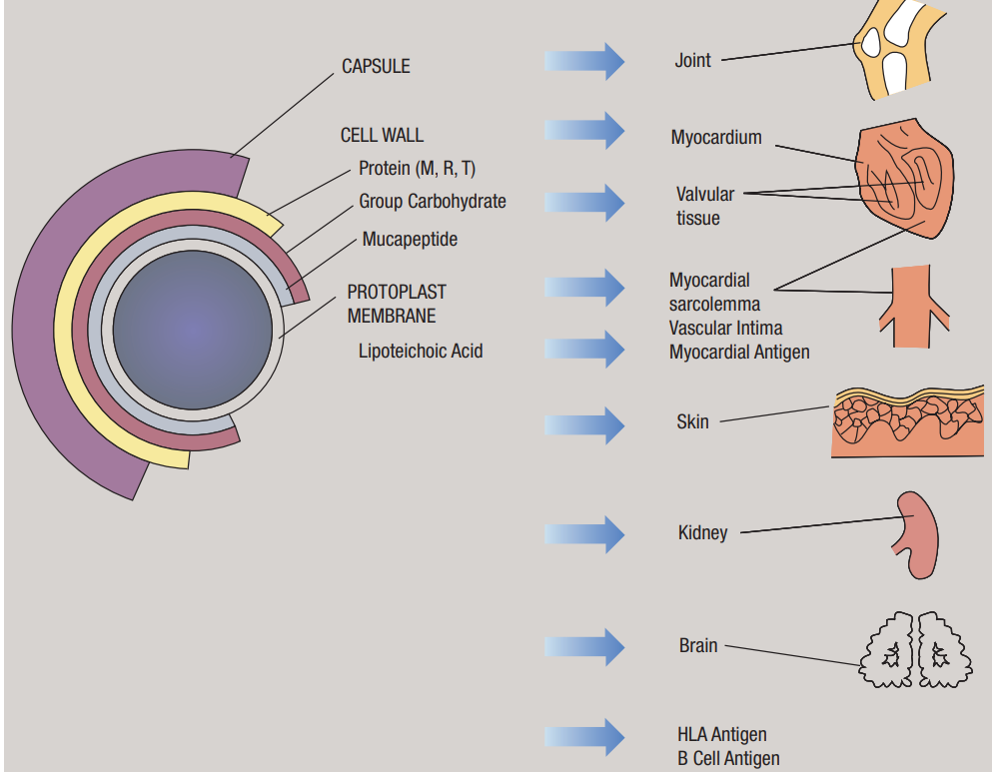 CAPSULE
CELL WALL
Protein (M, R, T)
Group Carbohydrate
Mucapeptide
PROTOPLAST
MEMBRANE
Lipoteichoic Acid
Joint
Myocardium
Valvular
tissue
Myocardial
sarcolemma
Vascular Intima
Myocardial Antigen
Skin
Kidney
Brain
HLA Antigen
B Cell Antigen